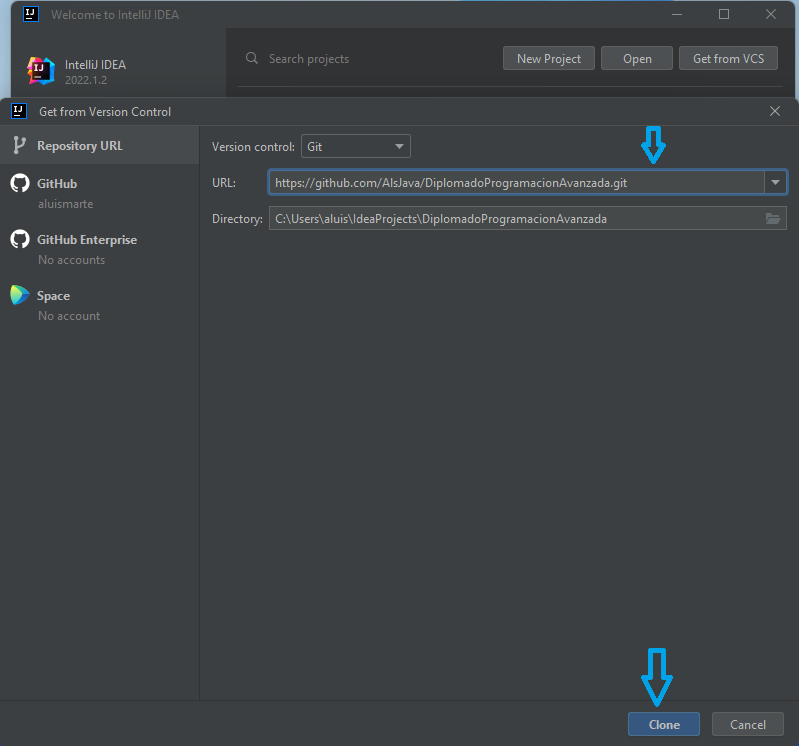 Welcome to IntelliJ IDEA
IntelliJ IDEA
2022.1.2
Search projects
New Project
Open
Get from VCS
Get from Version Control
Repository URL
GitHub
aluismarte
GitHub Enterprise
No accounts
Space
No account
Version control: Git
URL: https://github.com/AlsJava/DiplomadoProgramacionAvanzada.git
Directory: C:\Users\aluis\IdeaProjects\DiplomadoProgramacionAvanzada
Clone
Cancel